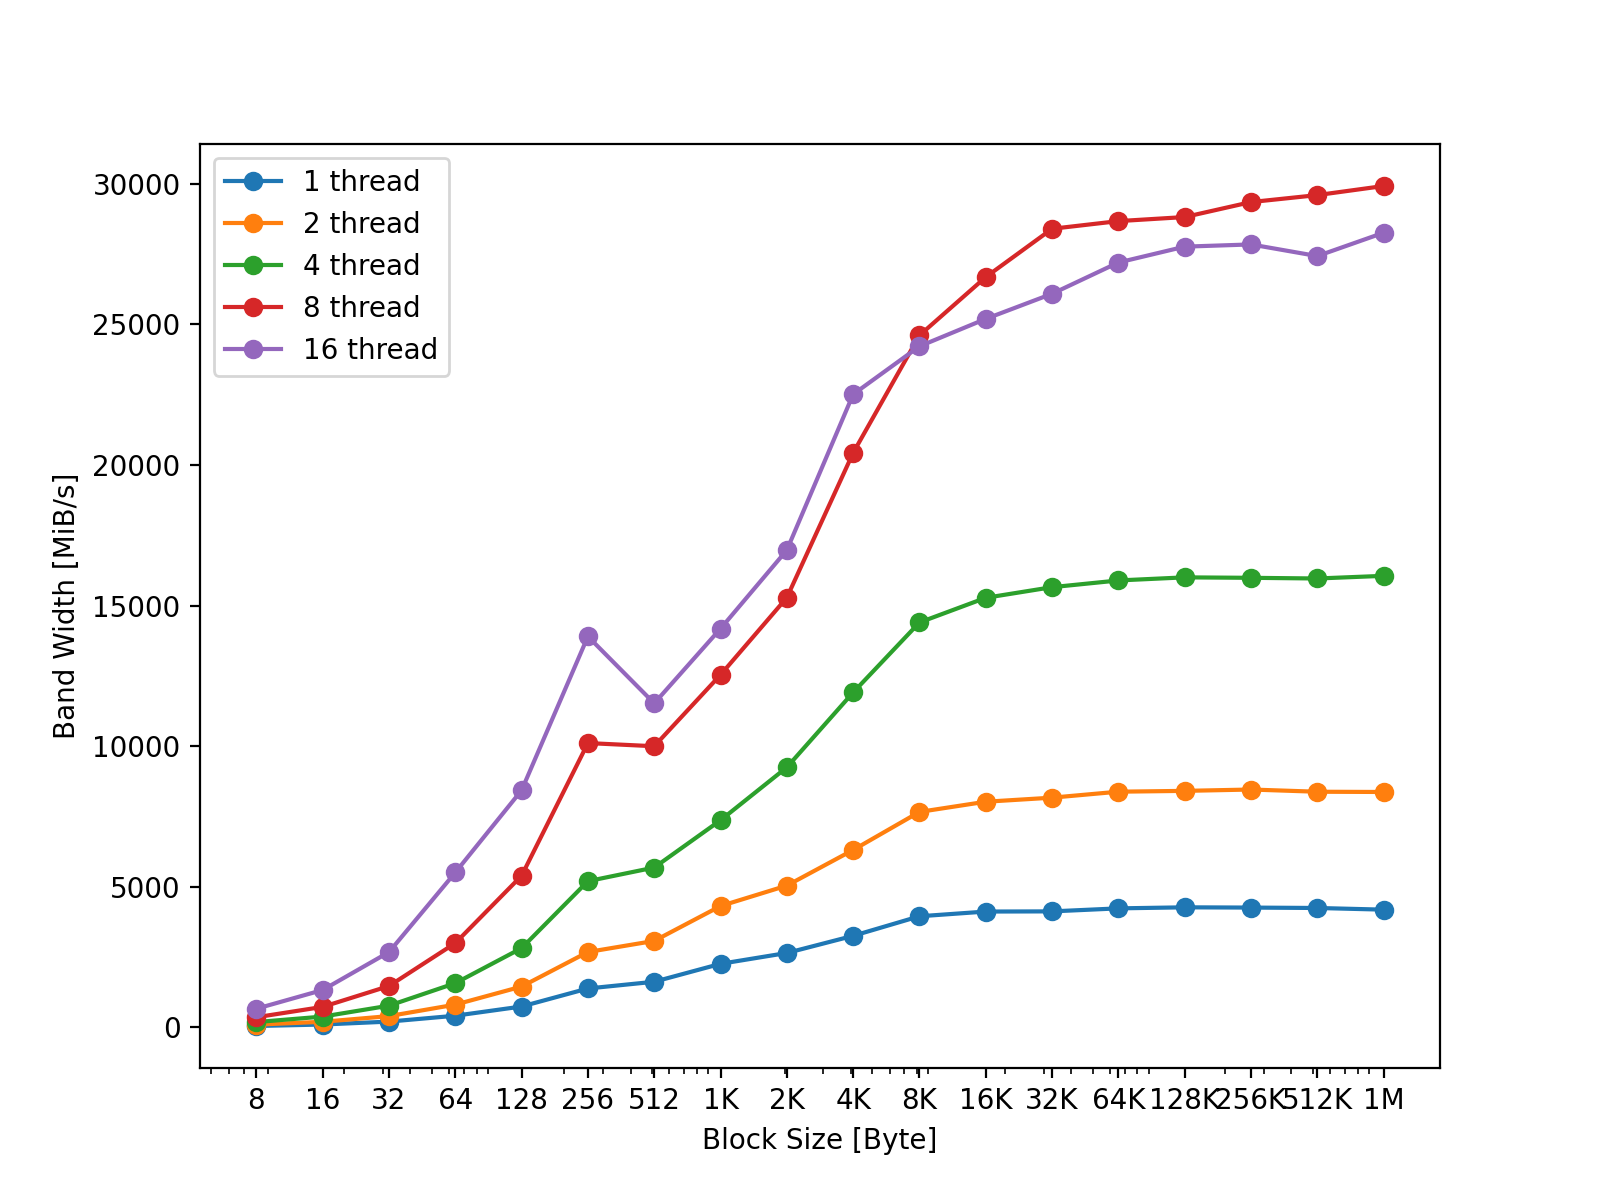 1 thread
2 thread
4 thread
8 thread
16 thread
30000
25000
20000
15000
10000
5000
0
Band Width [MiB/s]
8 16 32 64 128 256 512 1K 2K 4K 8K 16K 32K 64K 128K 256K 512K 1M
Block Size [Byte]